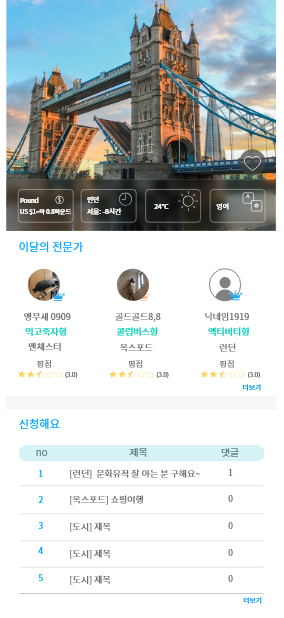 Pound
US $1=약 0.8파운드
런던
서울: -8시간
24°C
영어
A
이달의 전문가
앵무새 0909
골드골드8,8
닉네임1919
먹고축자형
콜럼버스형
액티비티형
맨체스터
옥스포드
런던
평점
평점
평점
(3.0)
(3.0)
(3.0)
더보기
신청해요
no 제목 댓글
1 [런던] 문화유적 잘 아는 분 구해요~ 1
2 [옥스포드] 쇼핑여행 0
3 [도시] 제목 0
4 [도시] 제목 0
5 [도시] 제목 0
더보기